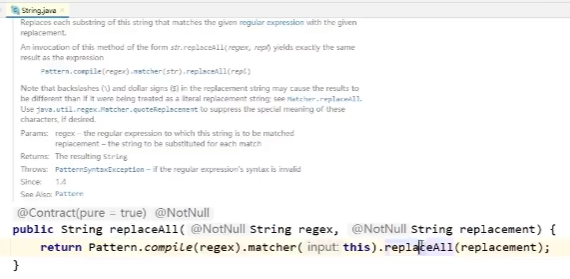 String.java ×
Replaces each substring of this string that matches the given regular expression with the given
replacement.
An invocation of this method of the form str.replaceAll(regex, repl) yields exactly the same
result as the expression
Pattern.compile(regex).matcher(str).replaceAll(repl)
Note that backslashes (\) and dollar signs ($) in the replacement string may cause the results to
be different than if it were being treated as a literal replacement string; see Matcher.replaceAll.
Use java.util.regex.Matcher.quoteReplacement to suppress the special meaning of these
characters, if desired.
Params: regex – the regular expression to which this string is to be matched
replacement – the string to be substituted for each match
Returns: The resulting String
Throws: PatternSyntaxException – if the regular expression's syntax is invalid
Since: 1.4
See Also: Pattern
@Contract(pure = true) @NotNull
public String replaceAll( @NotNull String regex, @NotNull String replacement) {
return Pattern.compile(regex).matcher( input: this).replaceAll(replacement);
}